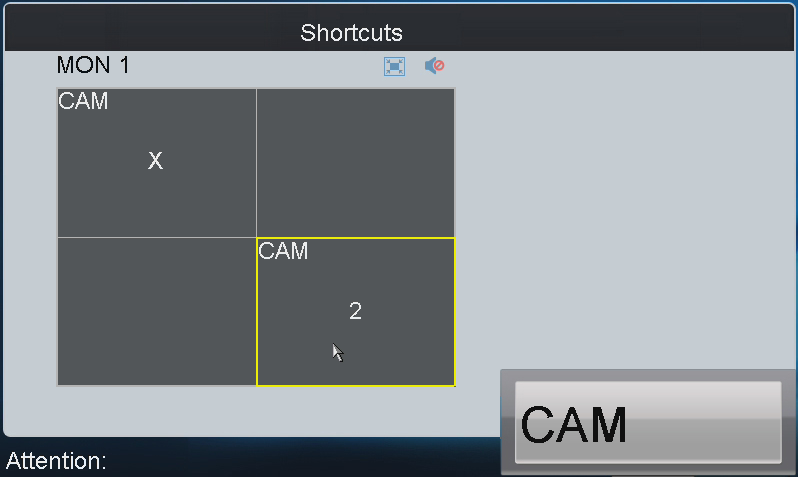 Shortcuts
MON 1
CAM
X
CAM
2
CAM
Attention: